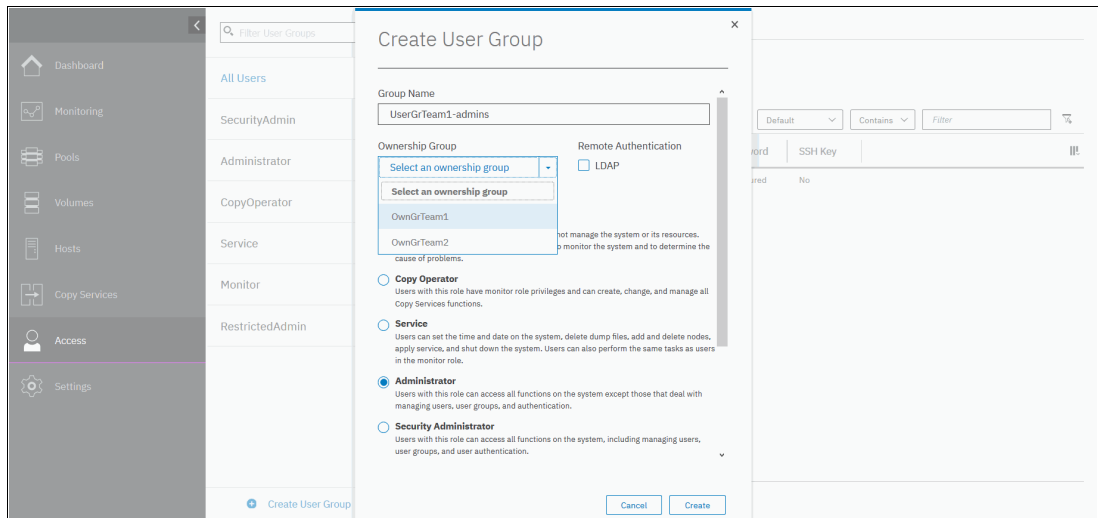 Create User Group
Filter User Groups
Dashboard
Monitoring
Pools
Volumes
Hosts
Copy Services
Access
Settings
All Users
SecurityAdmin
Administrator
CopyOperator
Service
Monitor
RestrictedAdmin
Create User Group
Group Name
UserGrTeam1-admins
Ownership Group
Remote Authentication
Select an ownership group
LDAP
Select an ownership group
OwnGrTeam1
OwnGrTeam2
not manage the system or its resources.
o monitor the system and to determine the
cause of problems.
Copy Operator
Users with this role have monitor role privileges and can create, change, and manage all
Copy Services functions.
Service
Users can set the time and date on the system, delete dump files, add and delete nodes,
apply service, and shut down the system. Users can also perform the same tasks as users
in the monitor role.
Administrator
Users with this role can access all functions on the system except those that deal with
managing users, user groups, and authentication.
Security Administrator
Users with this role can access all functions on the system, including managing users,
user groups, and user authentication.
Cancel
Create
Default
Contains
Filter
ord
SSH Key
ured
No